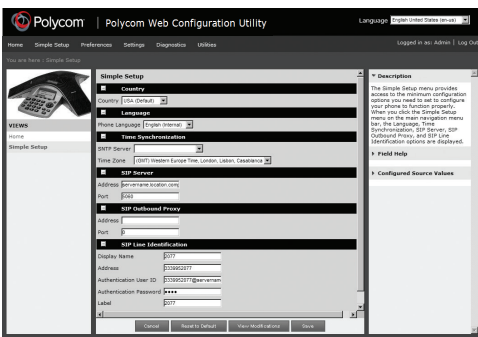 Polycom | Polycom Web Configuration Utility
Language English United States (en-us)
Home Simple Setup Preferences Settings Diagnostics Utilities
Logged in as: Admin | Log Out
You are here : Simple Setup
VIEWS
Home
Simple Setup
Simple Setup
Country
Country USA (Default)
Language
Phone Language English (Internal)
Time Synchronization
SNTP Server
Time Zone (GMT) Western Europe Time, London, Lisbon, Casablanca
SIP Server
Address servername.location.com
Port 5060
SIP Outbound Proxy
Address
Port 0
SIP Line Identification
Display Name 2077
Address 3339952077
Authentication User ID 3339952077@servernam
Authentication Password ••••
Label 2077
Cancel Reset to Default View Modifications Save
Description
The Simple Setup menu provides
access to the minimum configuration
options you need to set to configure
your phone to function properly.
When you click the Simple Setup
menu on the main navigation menu
bar, the Language, Time
Synchronization, SIP Server, SIP
Outbound Proxy, and SIP Line
Identification options are displayed.
Field Help
Configured Source Values